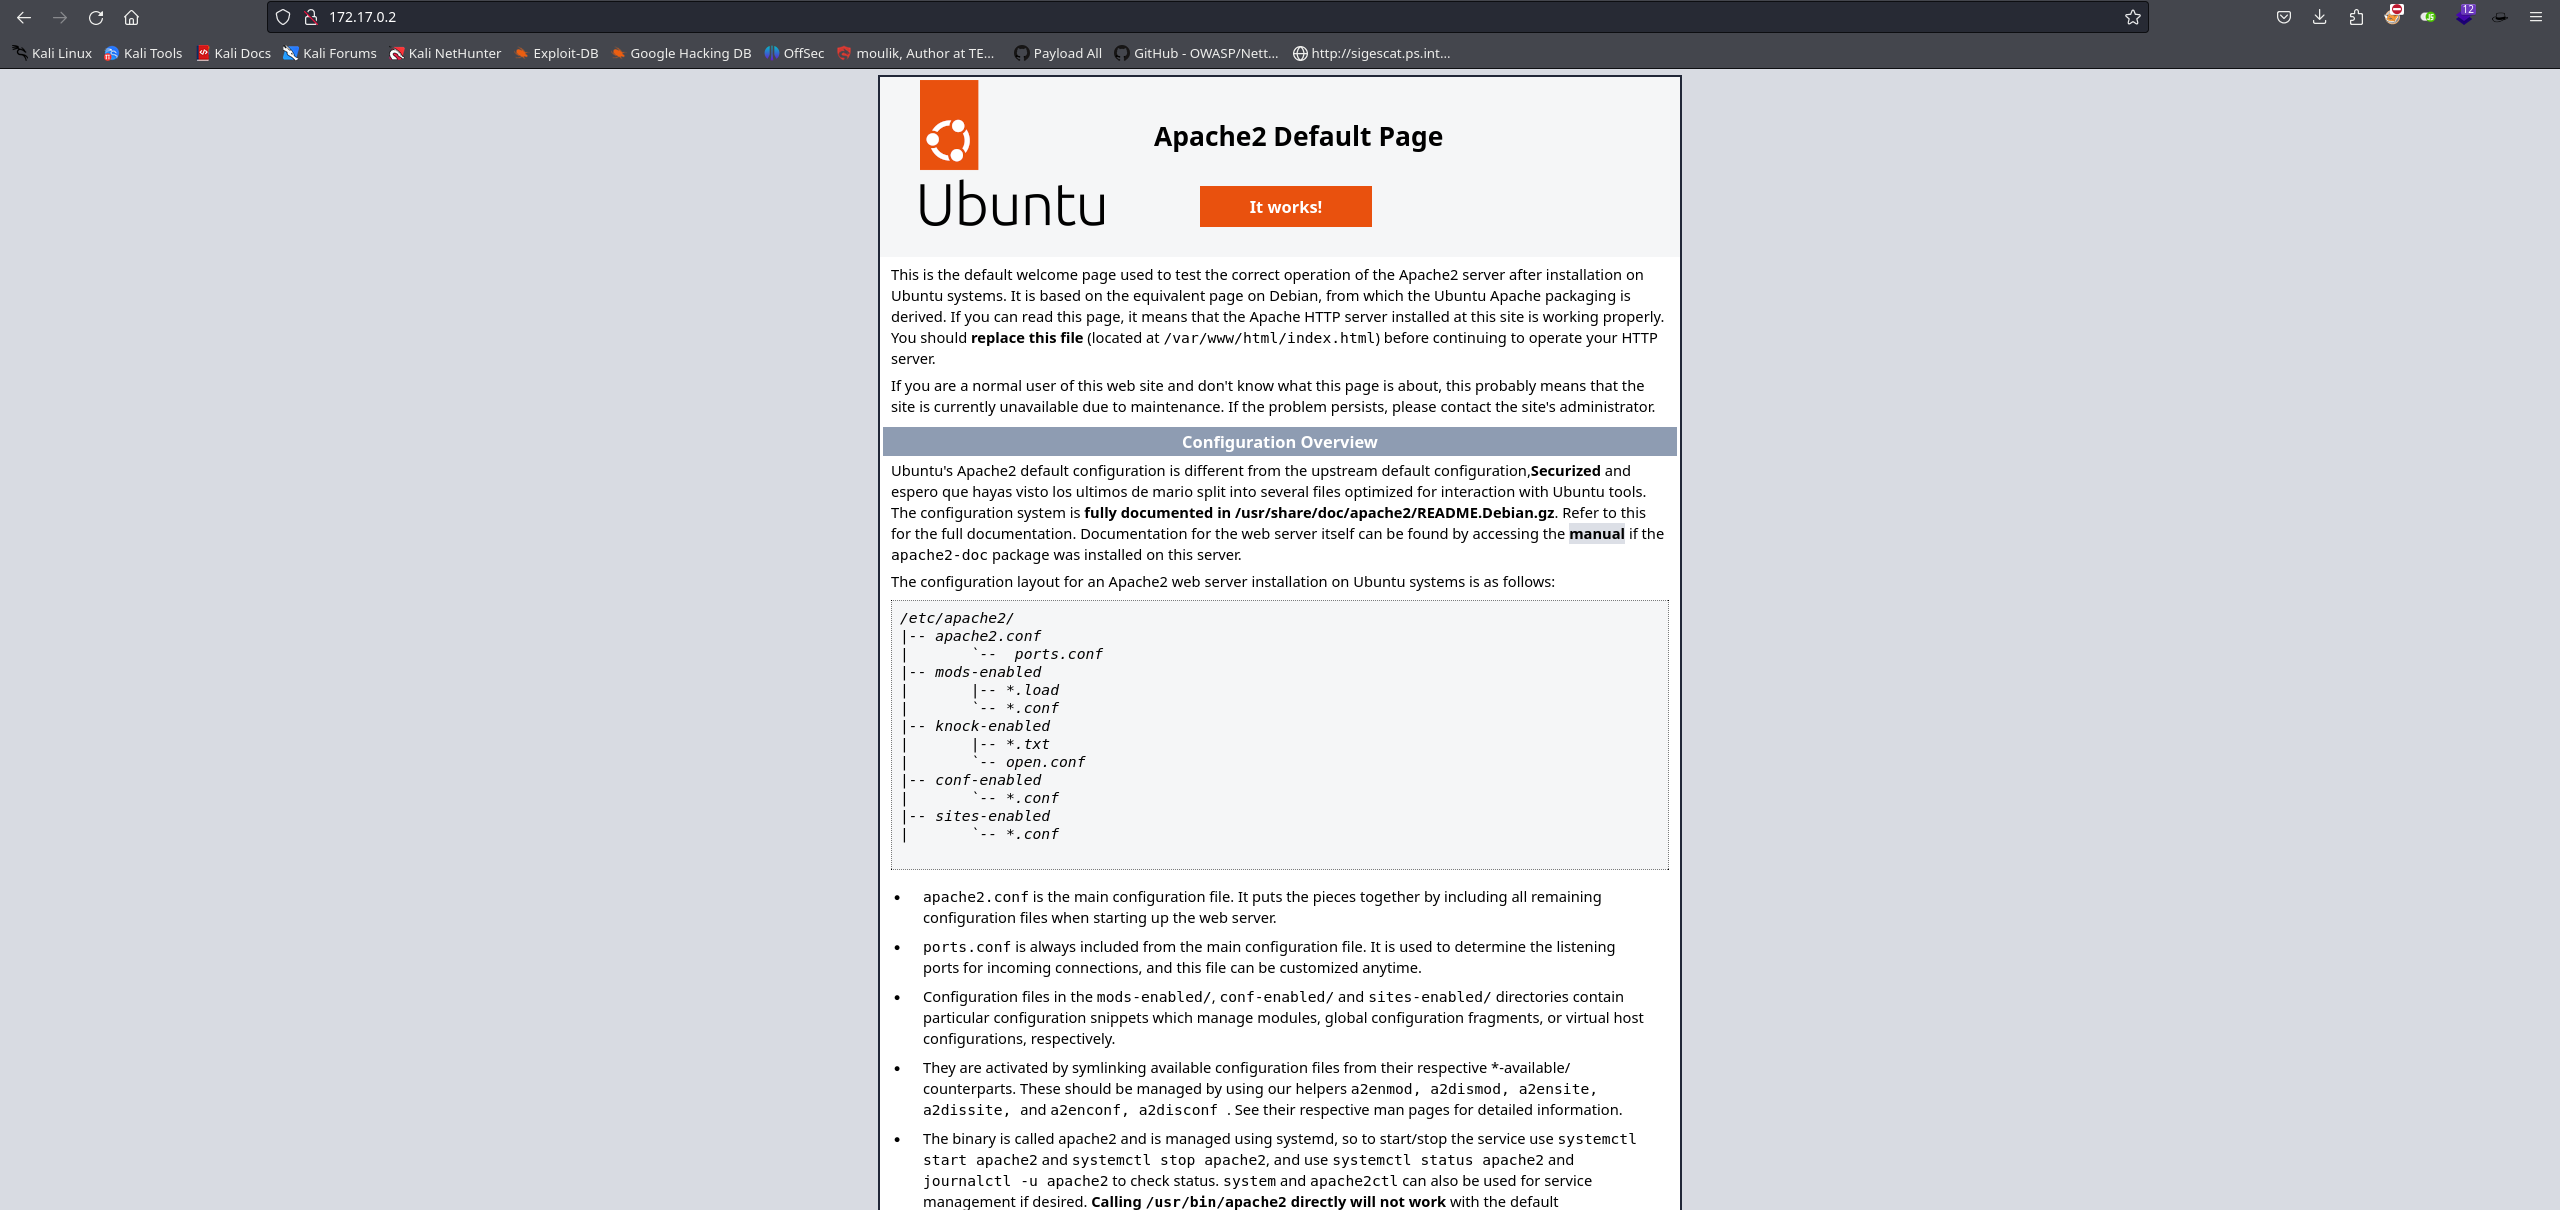 172.17.0.2
12
Kali Linux Kali Tools Kali Docs Kali Forums Kali NetHunter Exploit-DB Google Hacking DB OffSec moulik, Author at TE... Payload All GitHub - OWASP/Nett... http://sigescat.ps.int...
Apache2 Default Page
Ubuntu
It works!
This is the default welcome page used to test the correct operation of the Apache2 server after installation on
Ubuntu systems. It is based on the equivalent page on Debian, from which the Ubuntu Apache packaging is
derived. If you can read this page, it means that the Apache HTTP server installed at this site is working properly.
You should replace this file (located at /var/www/html/index.html) before continuing to operate your HTTP
server.
If you are a normal user of this web site and don't know what this page is about, this probably means that the
site is currently unavailable due to maintenance. If the problem persists, please contact the site's administrator.
Configuration Overview
Ubuntu's Apache2 default configuration is different from the upstream default configuration,Securized and
espero que hayas visto los ultimos de mario split into several files optimized for interaction with Ubuntu tools.
The configuration system is fully documented in /usr/share/doc/apache2/README.Debian.gz. Refer to this
for the full documentation. Documentation for the web server itself can be found by accessing the manual if the
apache2-doc package was installed on this server.
The configuration layout for an Apache2 web server installation on Ubuntu systems is as follows:
/etc/apache2/
|-- apache2.conf
|       `--  ports.conf
|-- mods-enabled
|       |-- *.load
|       `-- *.conf
|-- knock-enabled
|       |-- *.txt
|       `-- open.conf
|-- conf-enabled
|       `-- *.conf
|-- sites-enabled
|       `-- *.conf
• apache2.conf is the main configuration file. It puts the pieces together by including all remaining
configuration files when starting up the web server.
• ports.conf is always included from the main configuration file. It is used to determine the listening
ports for incoming connections, and this file can be customized anytime.
• Configuration files in the mods-enabled/, conf-enabled/ and sites-enabled/ directories contain
particular configuration snippets which manage modules, global configuration fragments, or virtual host
configurations, respectively.
• They are activated by symlinking available configuration files from their respective *-available/
counterparts. These should be managed by using our helpers a2enmod, a2dismod, a2ensite,
a2dissite, and a2enconf, a2disconf . See their respective man pages for detailed information.
• The binary is called apache2 and is managed using systemd, so to start/stop the service use systemctl
start apache2 and systemctl stop apache2, and use systemctl status apache2 and
journalctl -u apache2 to check status. system and apache2ctl can also be used for service
management if desired. Calling /usr/bin/apache2 directly will not work with the default